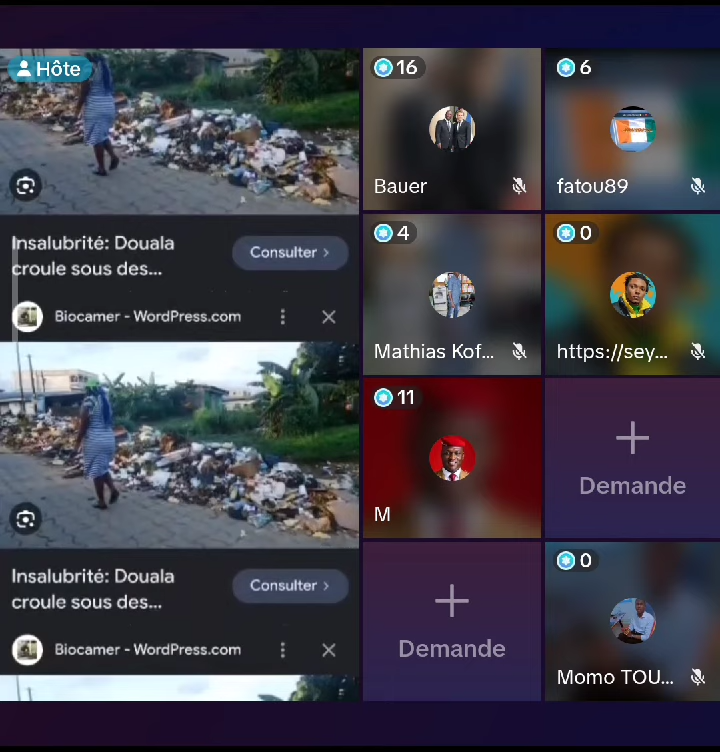 Hôte
Insalubrité: Douala
croule sous des...
Consulter
Biocamer - WordPress.com
Insalubrité: Douala
croule sous des...
Consulter
Biocamer - WordPress.com
16
Bauer
6
fatou89
4
Mathias Kof...
0
https://sey...
11
M
Demande
Demande
0
Momo TOU...